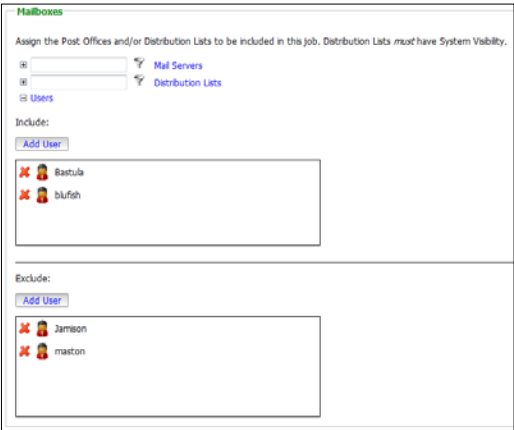 Mailboxes
Assign the Post Offices and/or Distribution Lists to be included in this job. Distribution Lists must have System Visibility.
Mail Servers
Distribution Lists
Users
Include:
Add User
Bastula
blufish
Exclude:
Add User
Jamison
maston